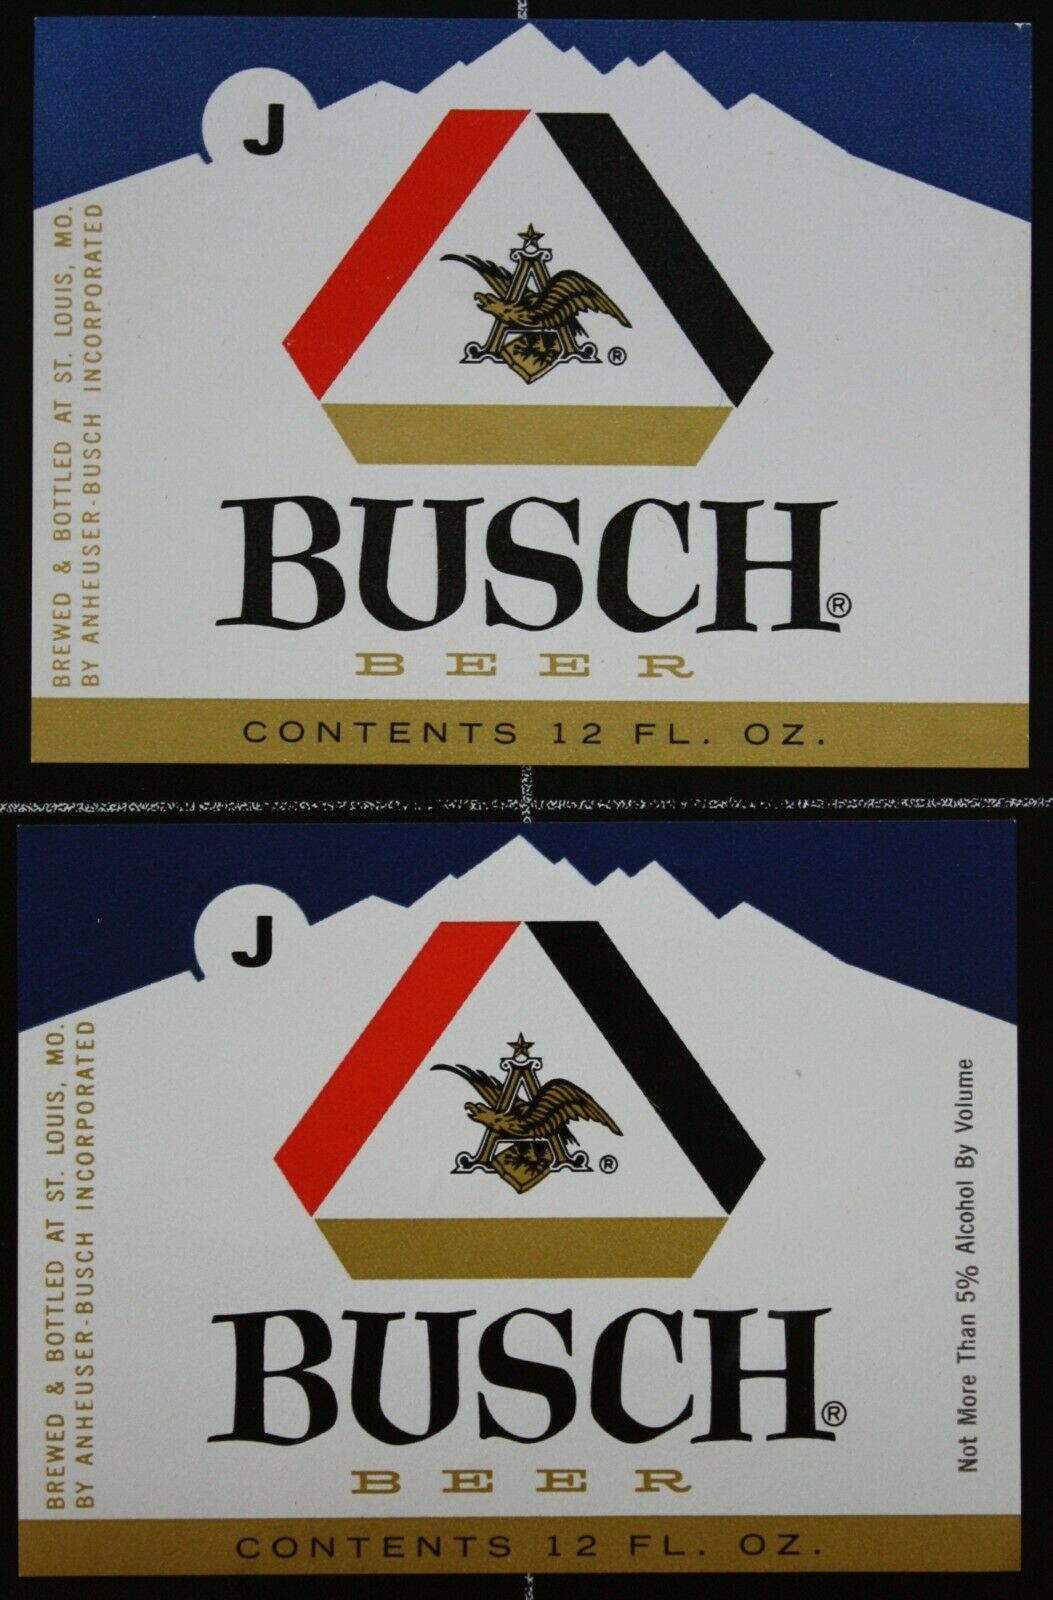 J
BREWED & BOTTLED AT ST. LOUIS, MO.
BY ANHEUSER-BUSCH INCORPORATED
A
®
BUSCH®
BEER
CONTENTS 12 FL. OZ.
J
BREWED & BOTTLED AT ST. LOUIS, MO.
BY ANHEUSER-BUSCH INCORPORATED
A
®
Not More Than 5% Alcohol By Volume
BUSCH®
BEER
CONTENTS 12 FL. OZ.